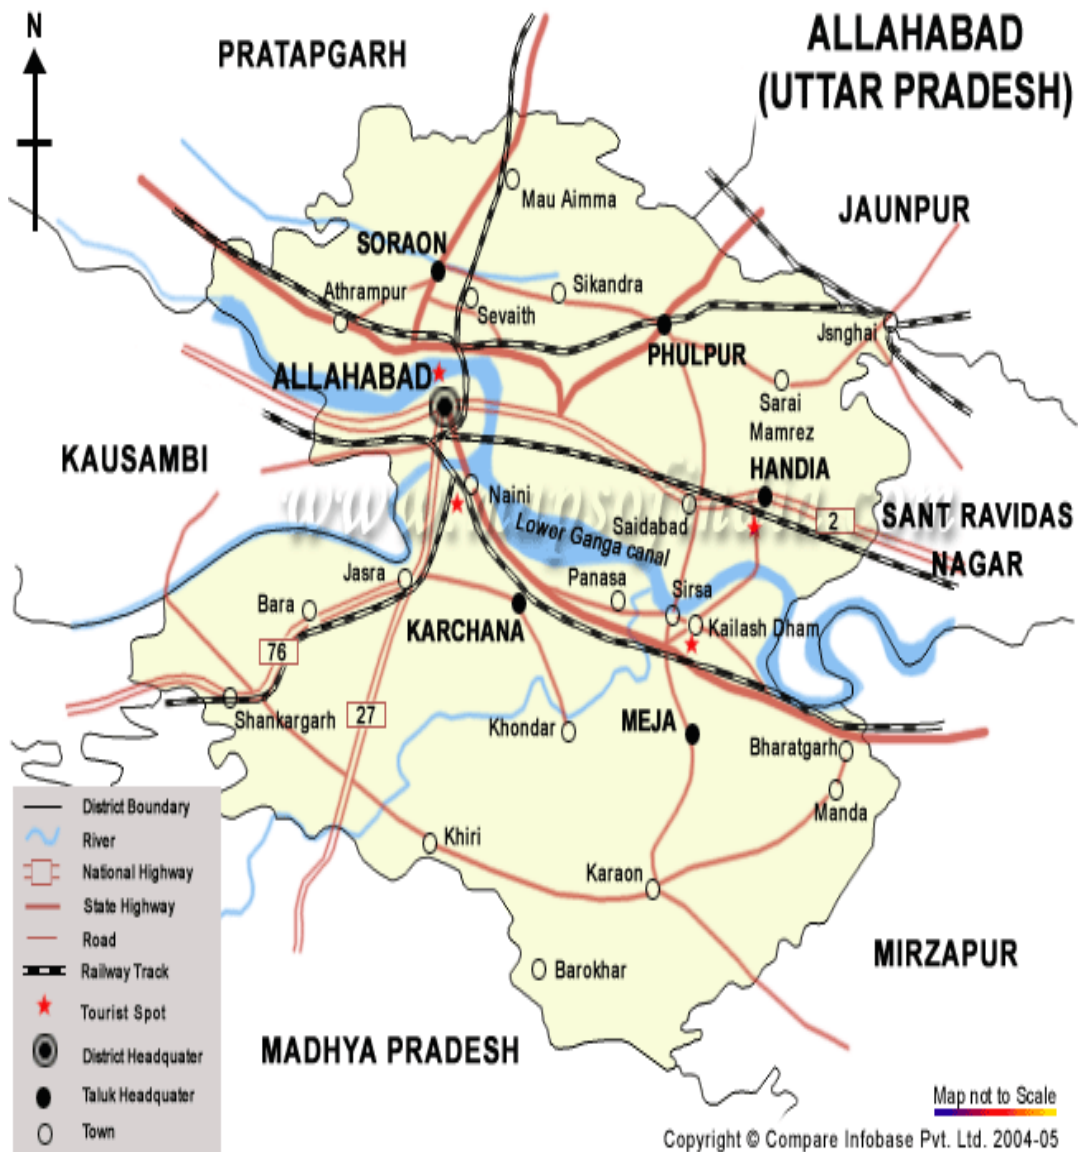 N
PRATAPGARH
ALLAHABAD
(UTTAR PRADESH)
JAUNPUR
Mau Aimma
SORAON
Athrampur
Sikandra
Sevaith
Jsnghai
PHULPUR
ALLAHABAD
Sarai
Mamrez
KAUSAMBI
HANDIA
Naini
Saidabad
2
SANT RAVIDAS
NAGAR
Lower Ganga canal
Jasra
Panasa
Sirsa
Bara
KARCHANA
Kailash Dham
76
Shankargarh
27
Khondar
MEJA
Bharatgarh
Manda
Khiri
Karaon
Barokhar
MIRZAPUR
MADHYA PRADESH
District Boundary
River
National Highway
State Highway
Road
Railway Track
Tourist Spot
District Headquater
Taluk Headquater
Town
Map not to Scale
Copyright © Compare Infobase Pvt. Ltd. 2004-05